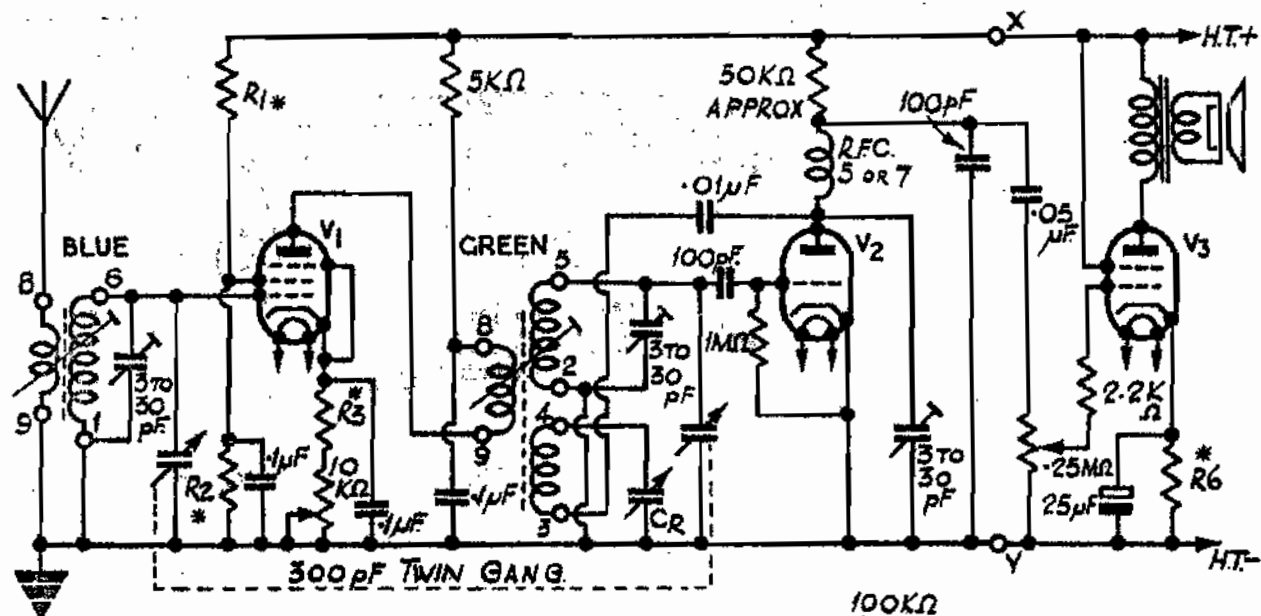 X
H.T.+
R1*
5KΩ
50KΩ
APPROX
100pF
R.F.C.
5 OR 7
.01µF
.05
µF
BLUE
V1
GREEN
100pF
V2
V3
8
6
5
8
3 TO
30
pF
1MΩ
3 TO
30
pF
2
2.2K
Ω
9
1
R3*
4
9
.1µF
10
KΩ
.1µF
.25MΩ
3 TO
30
pF
*
R6
R2
*
.1µF
3
CR
25µF
300pF TWIN GANG.
Y
H.T.-
100KΩ